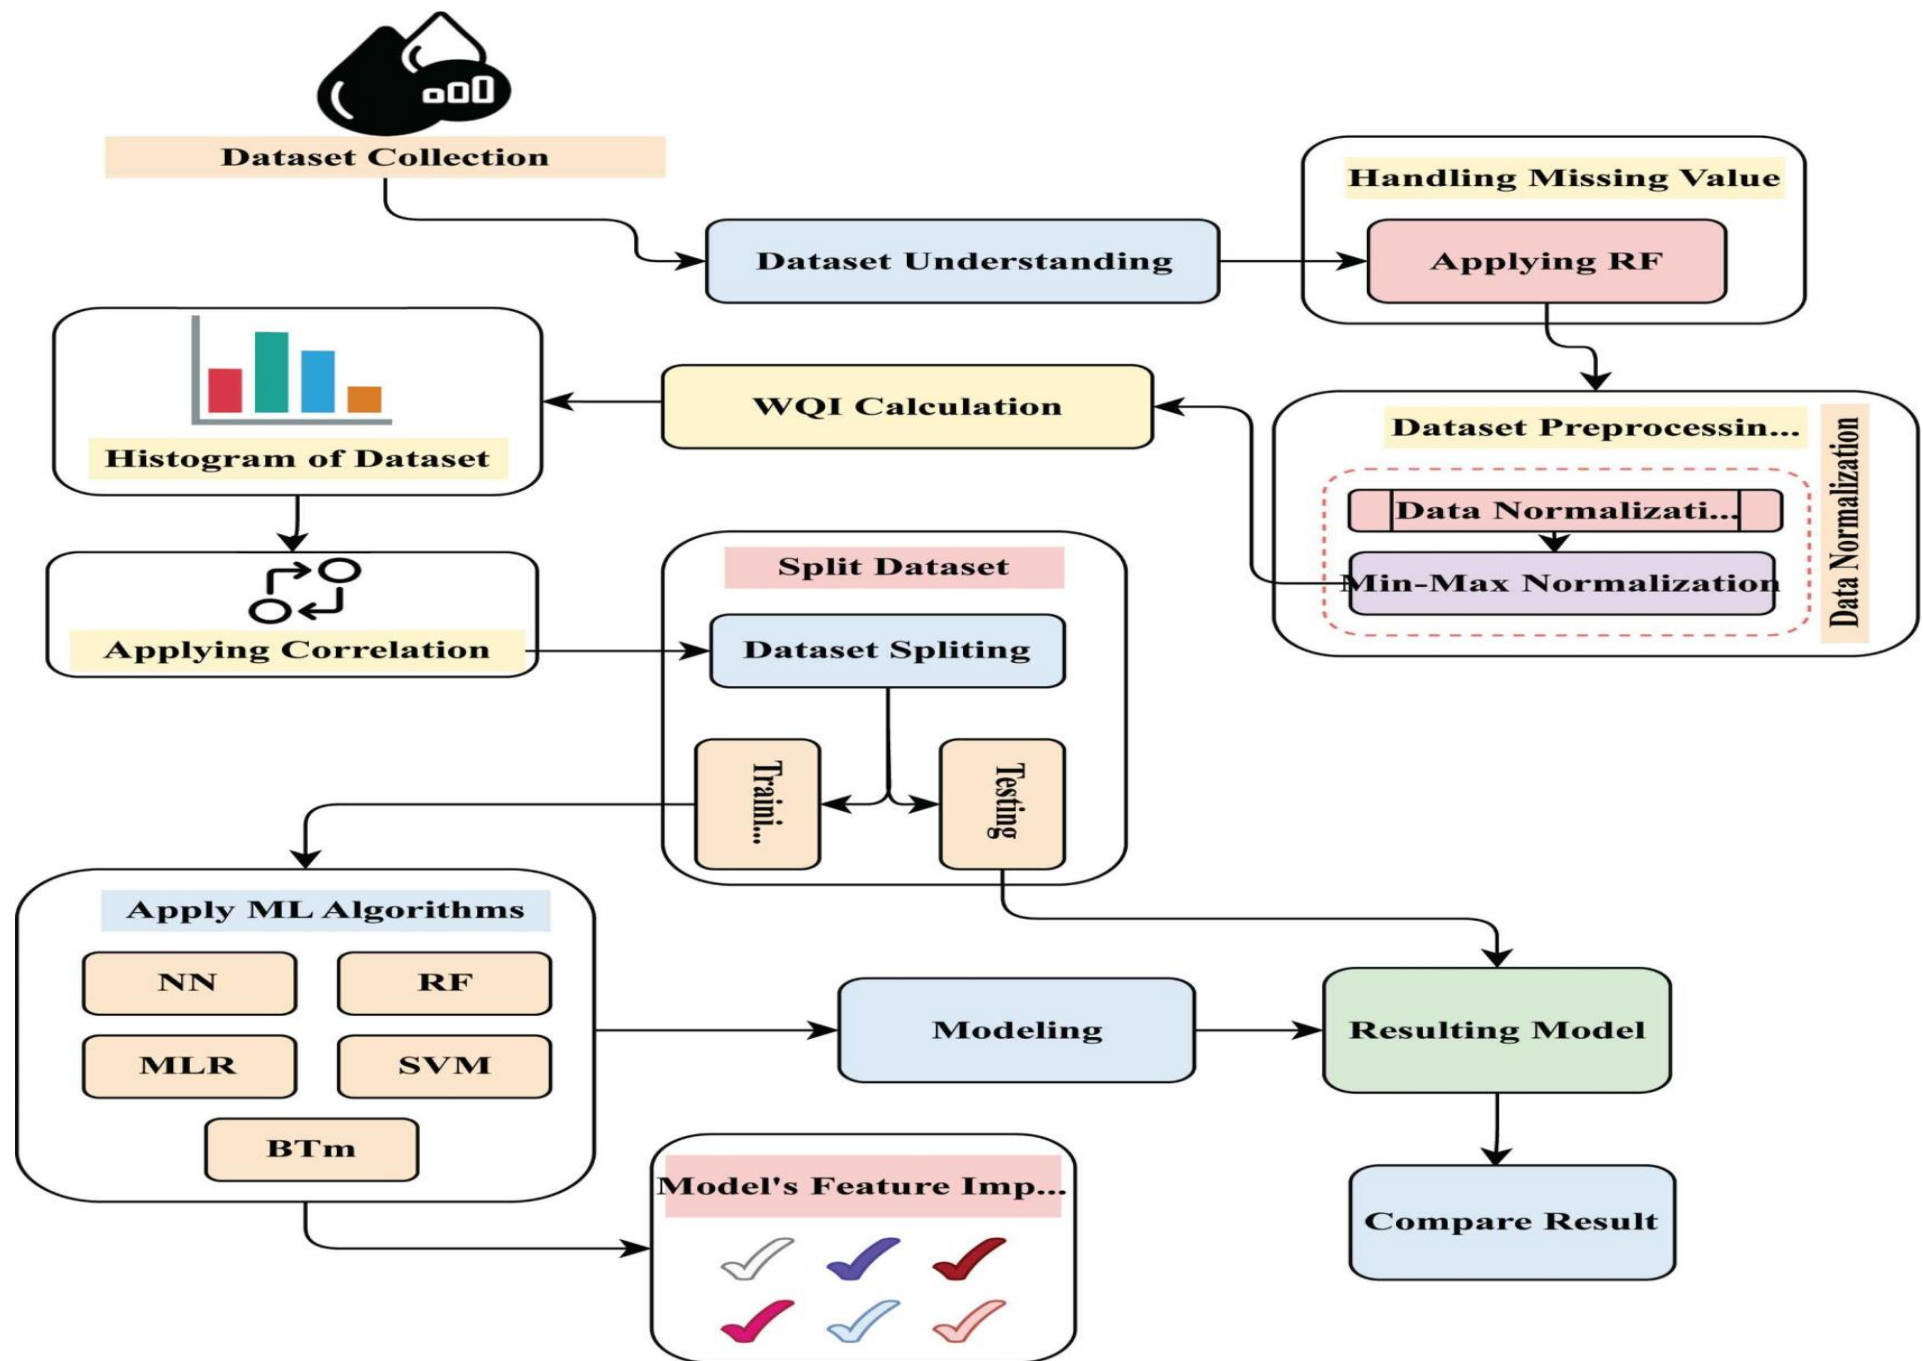 Dataset Collection
Handling Missing Value
Dataset Understanding
Applying RF
WQI Calculation
Histogram of Dataset
Dataset Preprocessin...
Data Normalizati...
Min-Max Normalization
Data Normalization
Applying Correlation
Split Dataset
Dataset Spliting
Traini...
Testing
Apply ML Algorithms
NN
RF
MLR
SVM
BTm
Modeling
Resulting Model
Model's Feature Imp...
Compare Result